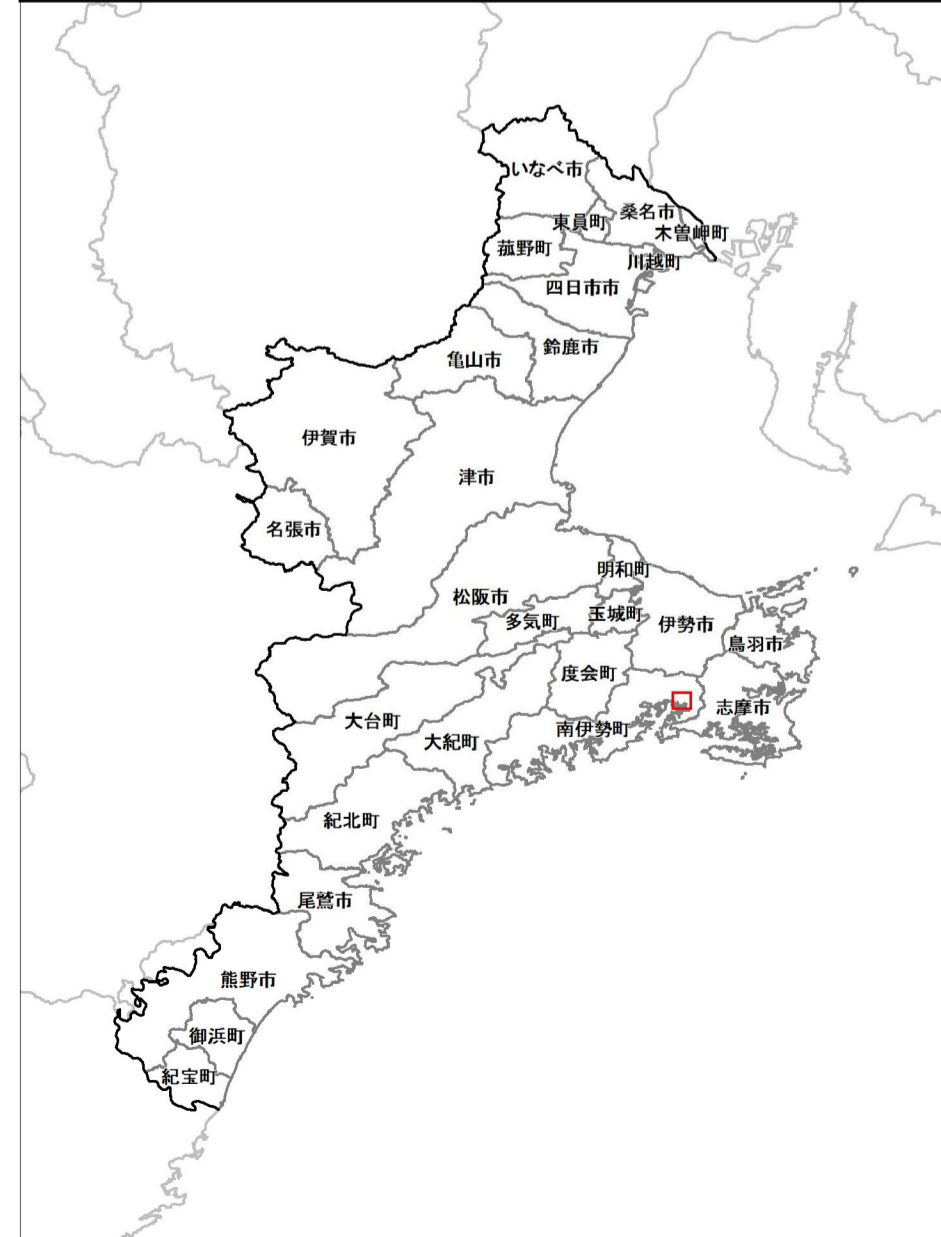 いなべ市
桑名市
東員町
木曽岬町
菰野町
川越町
四日市市
鈴鹿市
亀山市
伊賀市
津市
名張市
明和町
松阪市
玉城町
多気町
伊勢市
鳥羽市
度会町
志摩市
大台町
南伊勢町
大紀町
紀北町
尾鷲市
熊野市
御浜町
紀宝町